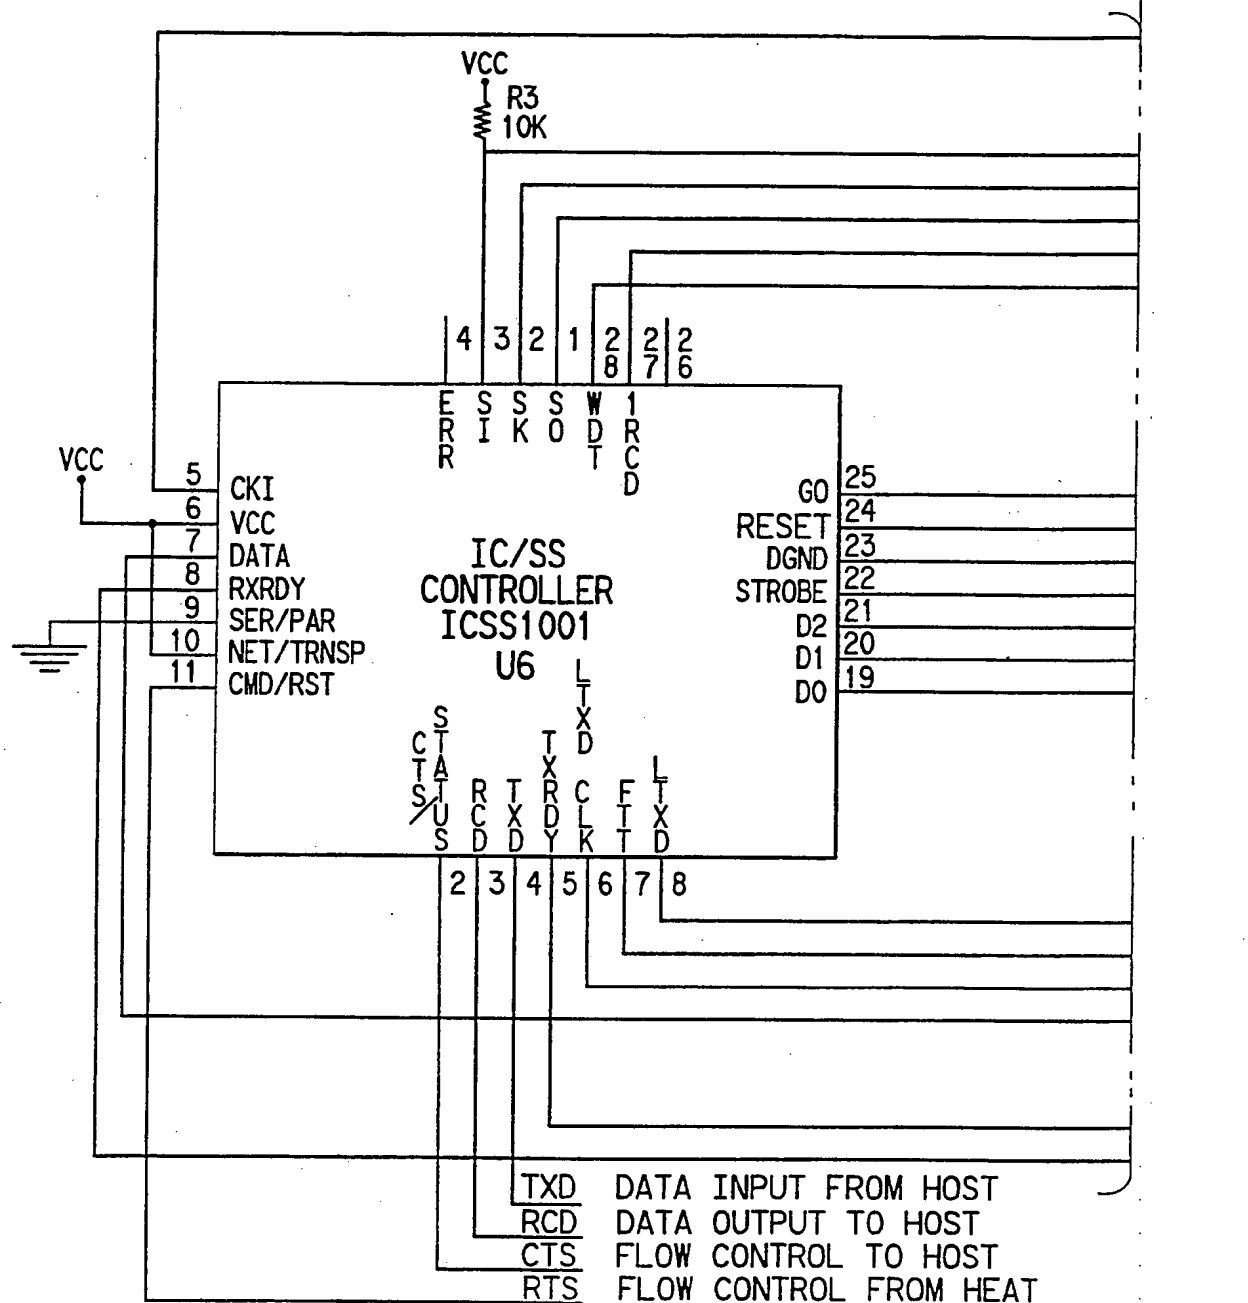 VCC
R3
10K
4 3 2 1 28 27 26
ERR SI SK SO WDT 1RCD
VCC
5 CKI
6 VCC
7 DATA
8 RXRDY
9 SER/PAR
10 NET/TRNSP
11 CMD/RST
IC/SS
CONTROLLER
ICSS1001
U6
GO 25
RESET 24
DGND 23
STROBE 22
D2 21
D1 20
D0 19
CTS/STATUS RCD TXD TXRDY LTXD CLK FTT LTXD
2 3 4 5 6 7 8
TXD DATA INPUT FROM HOST
RCD DATA OUTPUT TO HOST
CTS FLOW CONTROL TO HOST
RTS FLOW CONTROL FROM HEAT